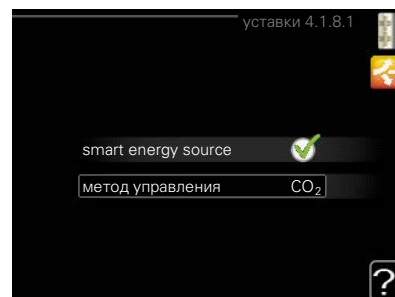 уставки 4.1.8.1
smart energy source
метод управления CO₂
?